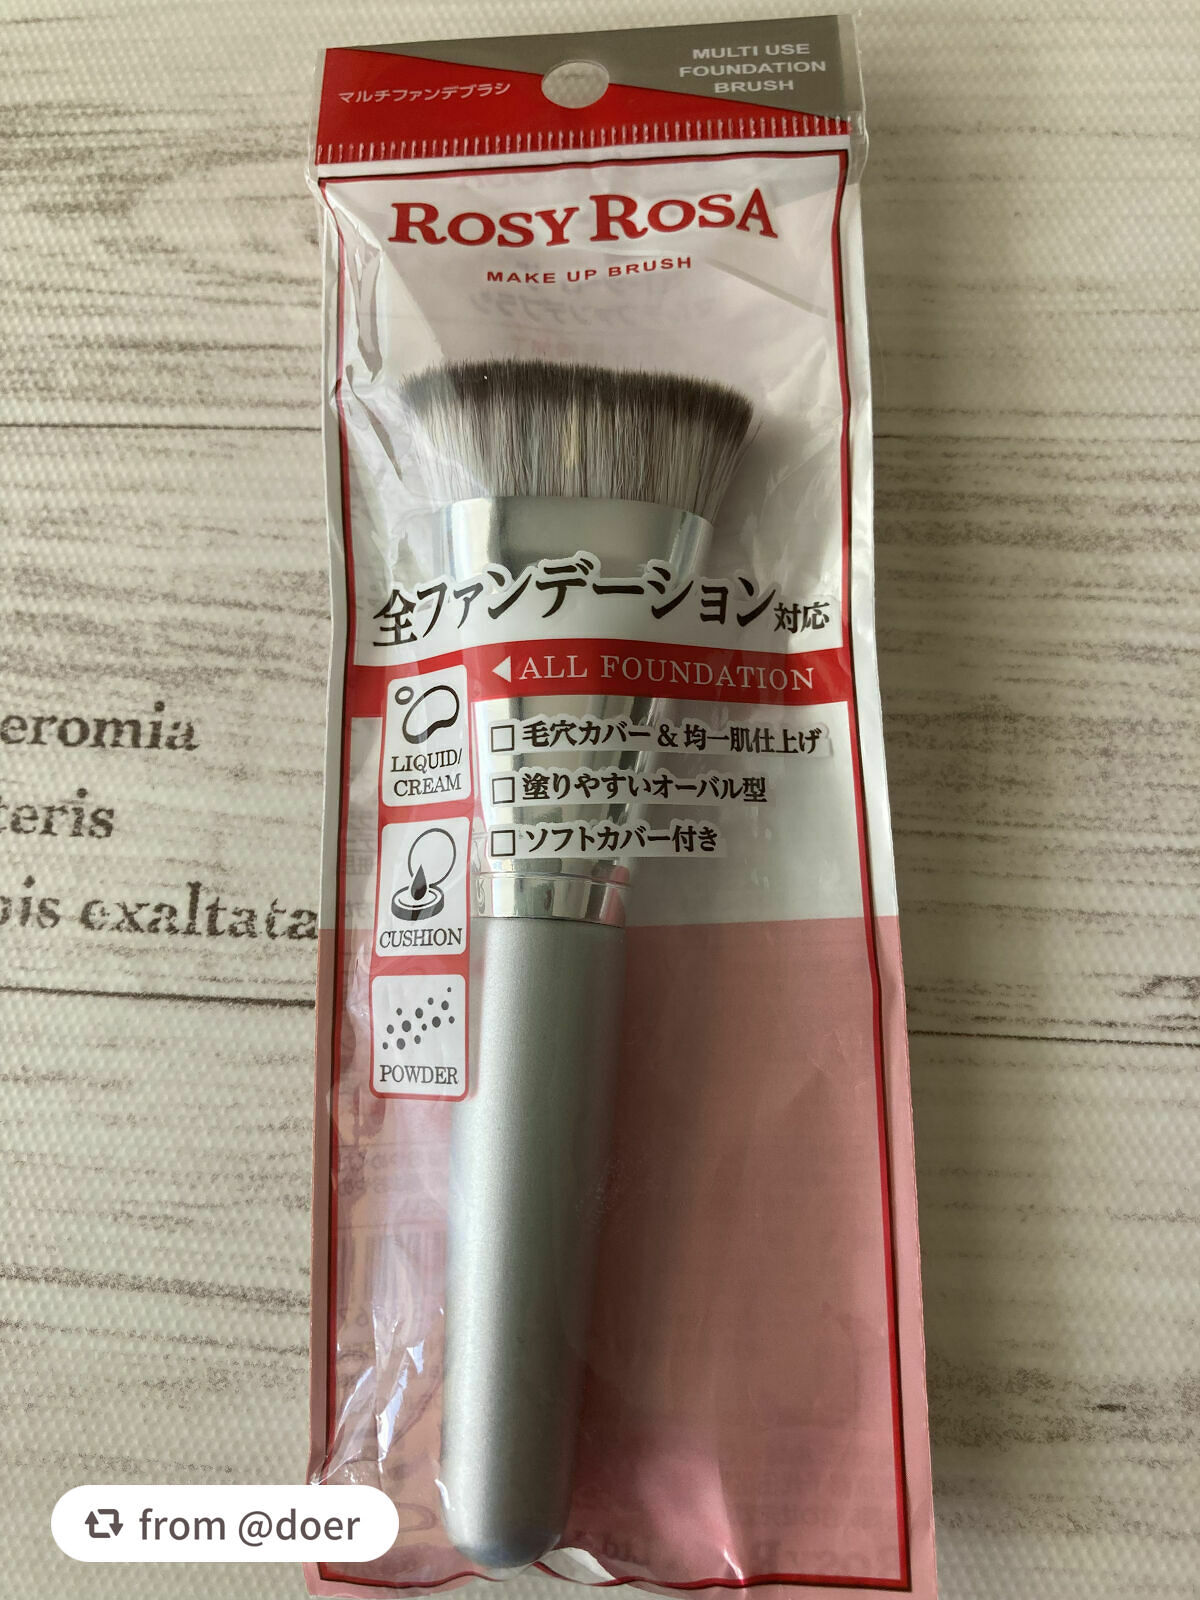 マルチファンデブラシ
MULTI USE
FOUNDATION
BRUSH
ROSY ROSA
MAKE UP BRUSH
全ファンデーション対応
ALL FOUNDATION
LIQUID/
CREAM
□毛穴カバー&均一肌仕上げ
□塗りやすいオーバル型
□ソフトカバー付き
CUSHION
POWDER
eromia
teris
is exaltata
from @doer